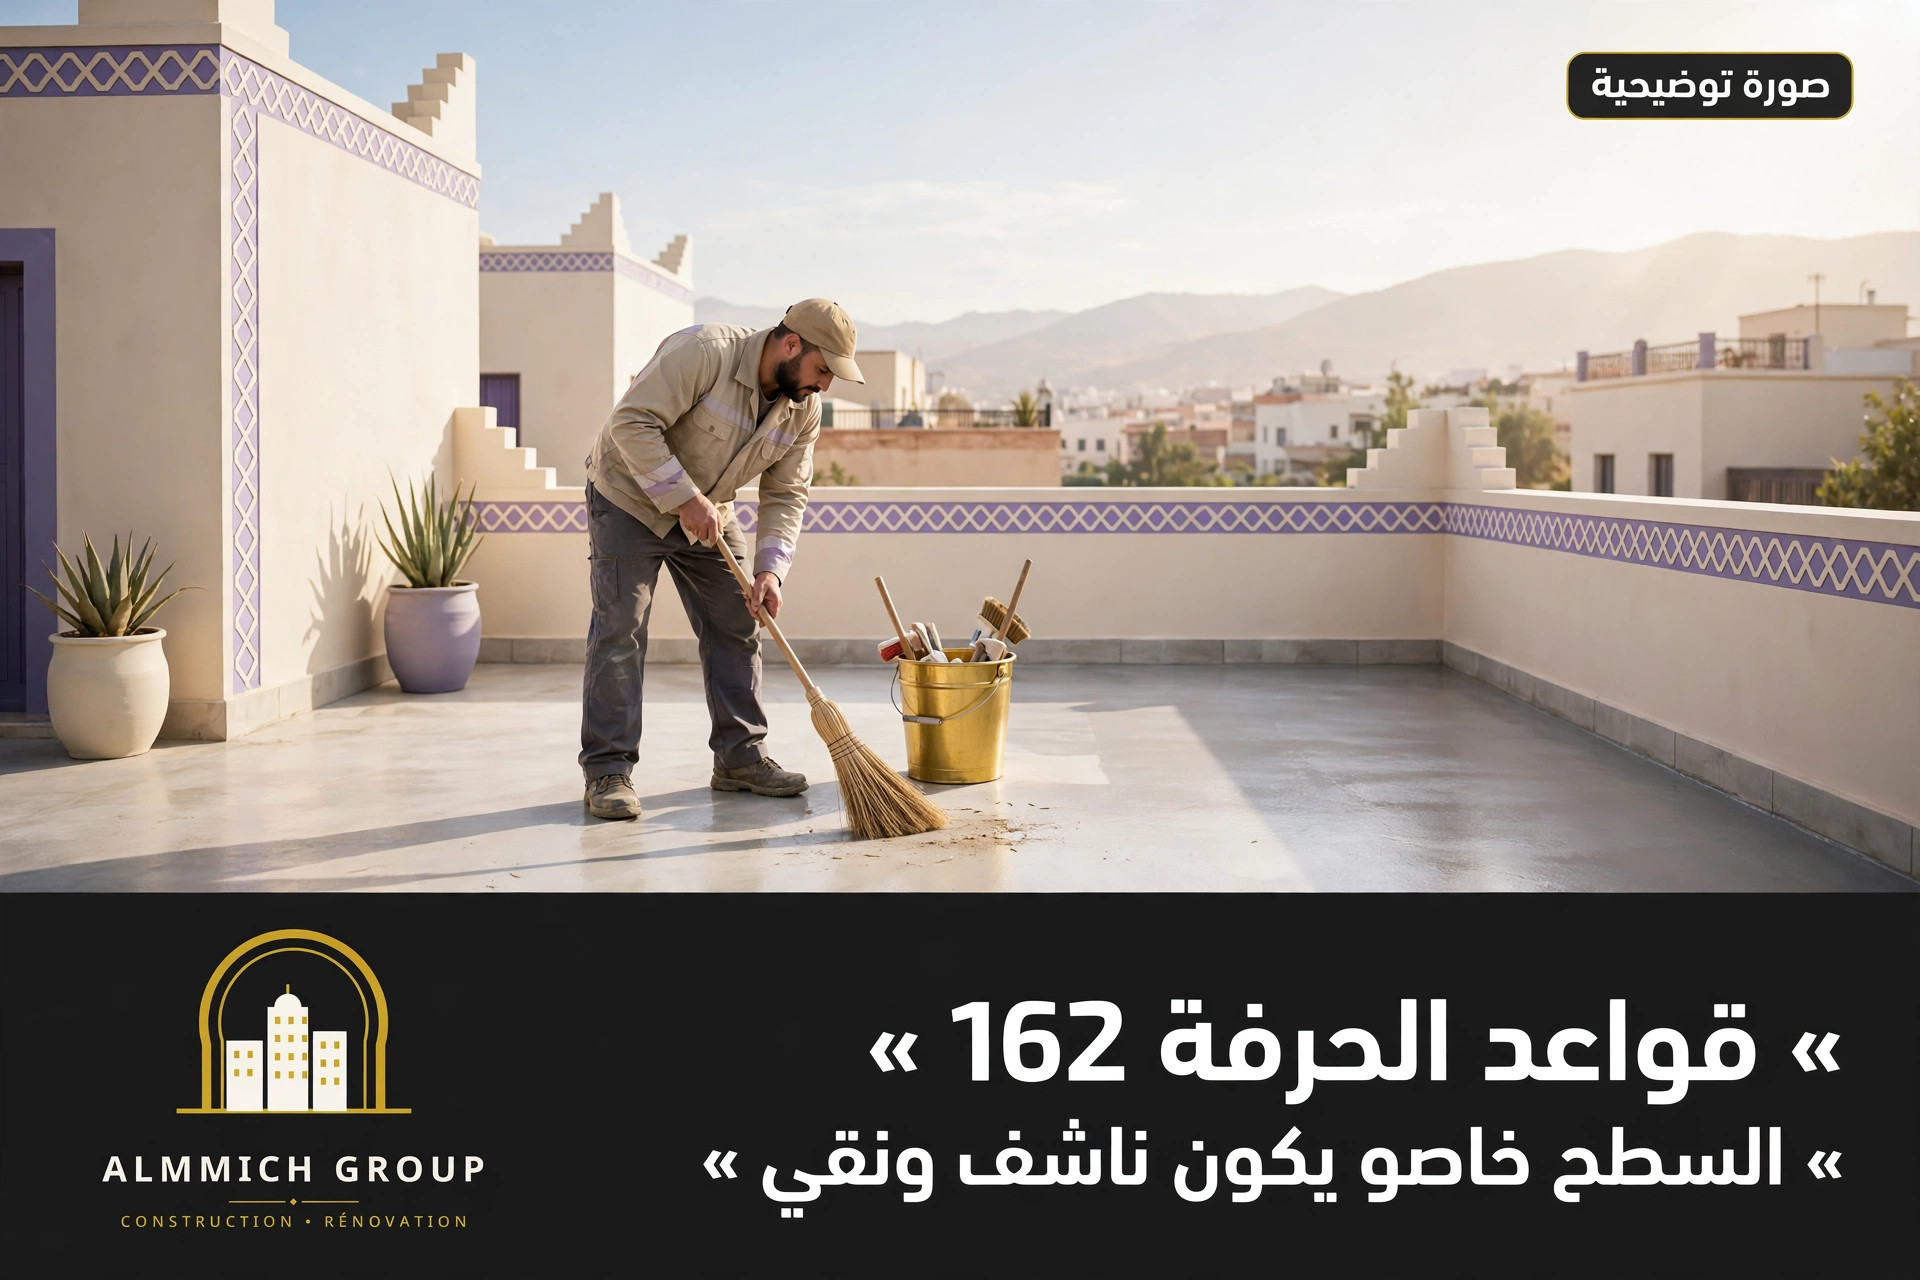 صورة توضيحية
» قواعد الحرفة 162 »
» السطح خاصو يكون ناشف ونقي »
ALMMICH GROUP
CONSTRUCTION • RÉNOVATION